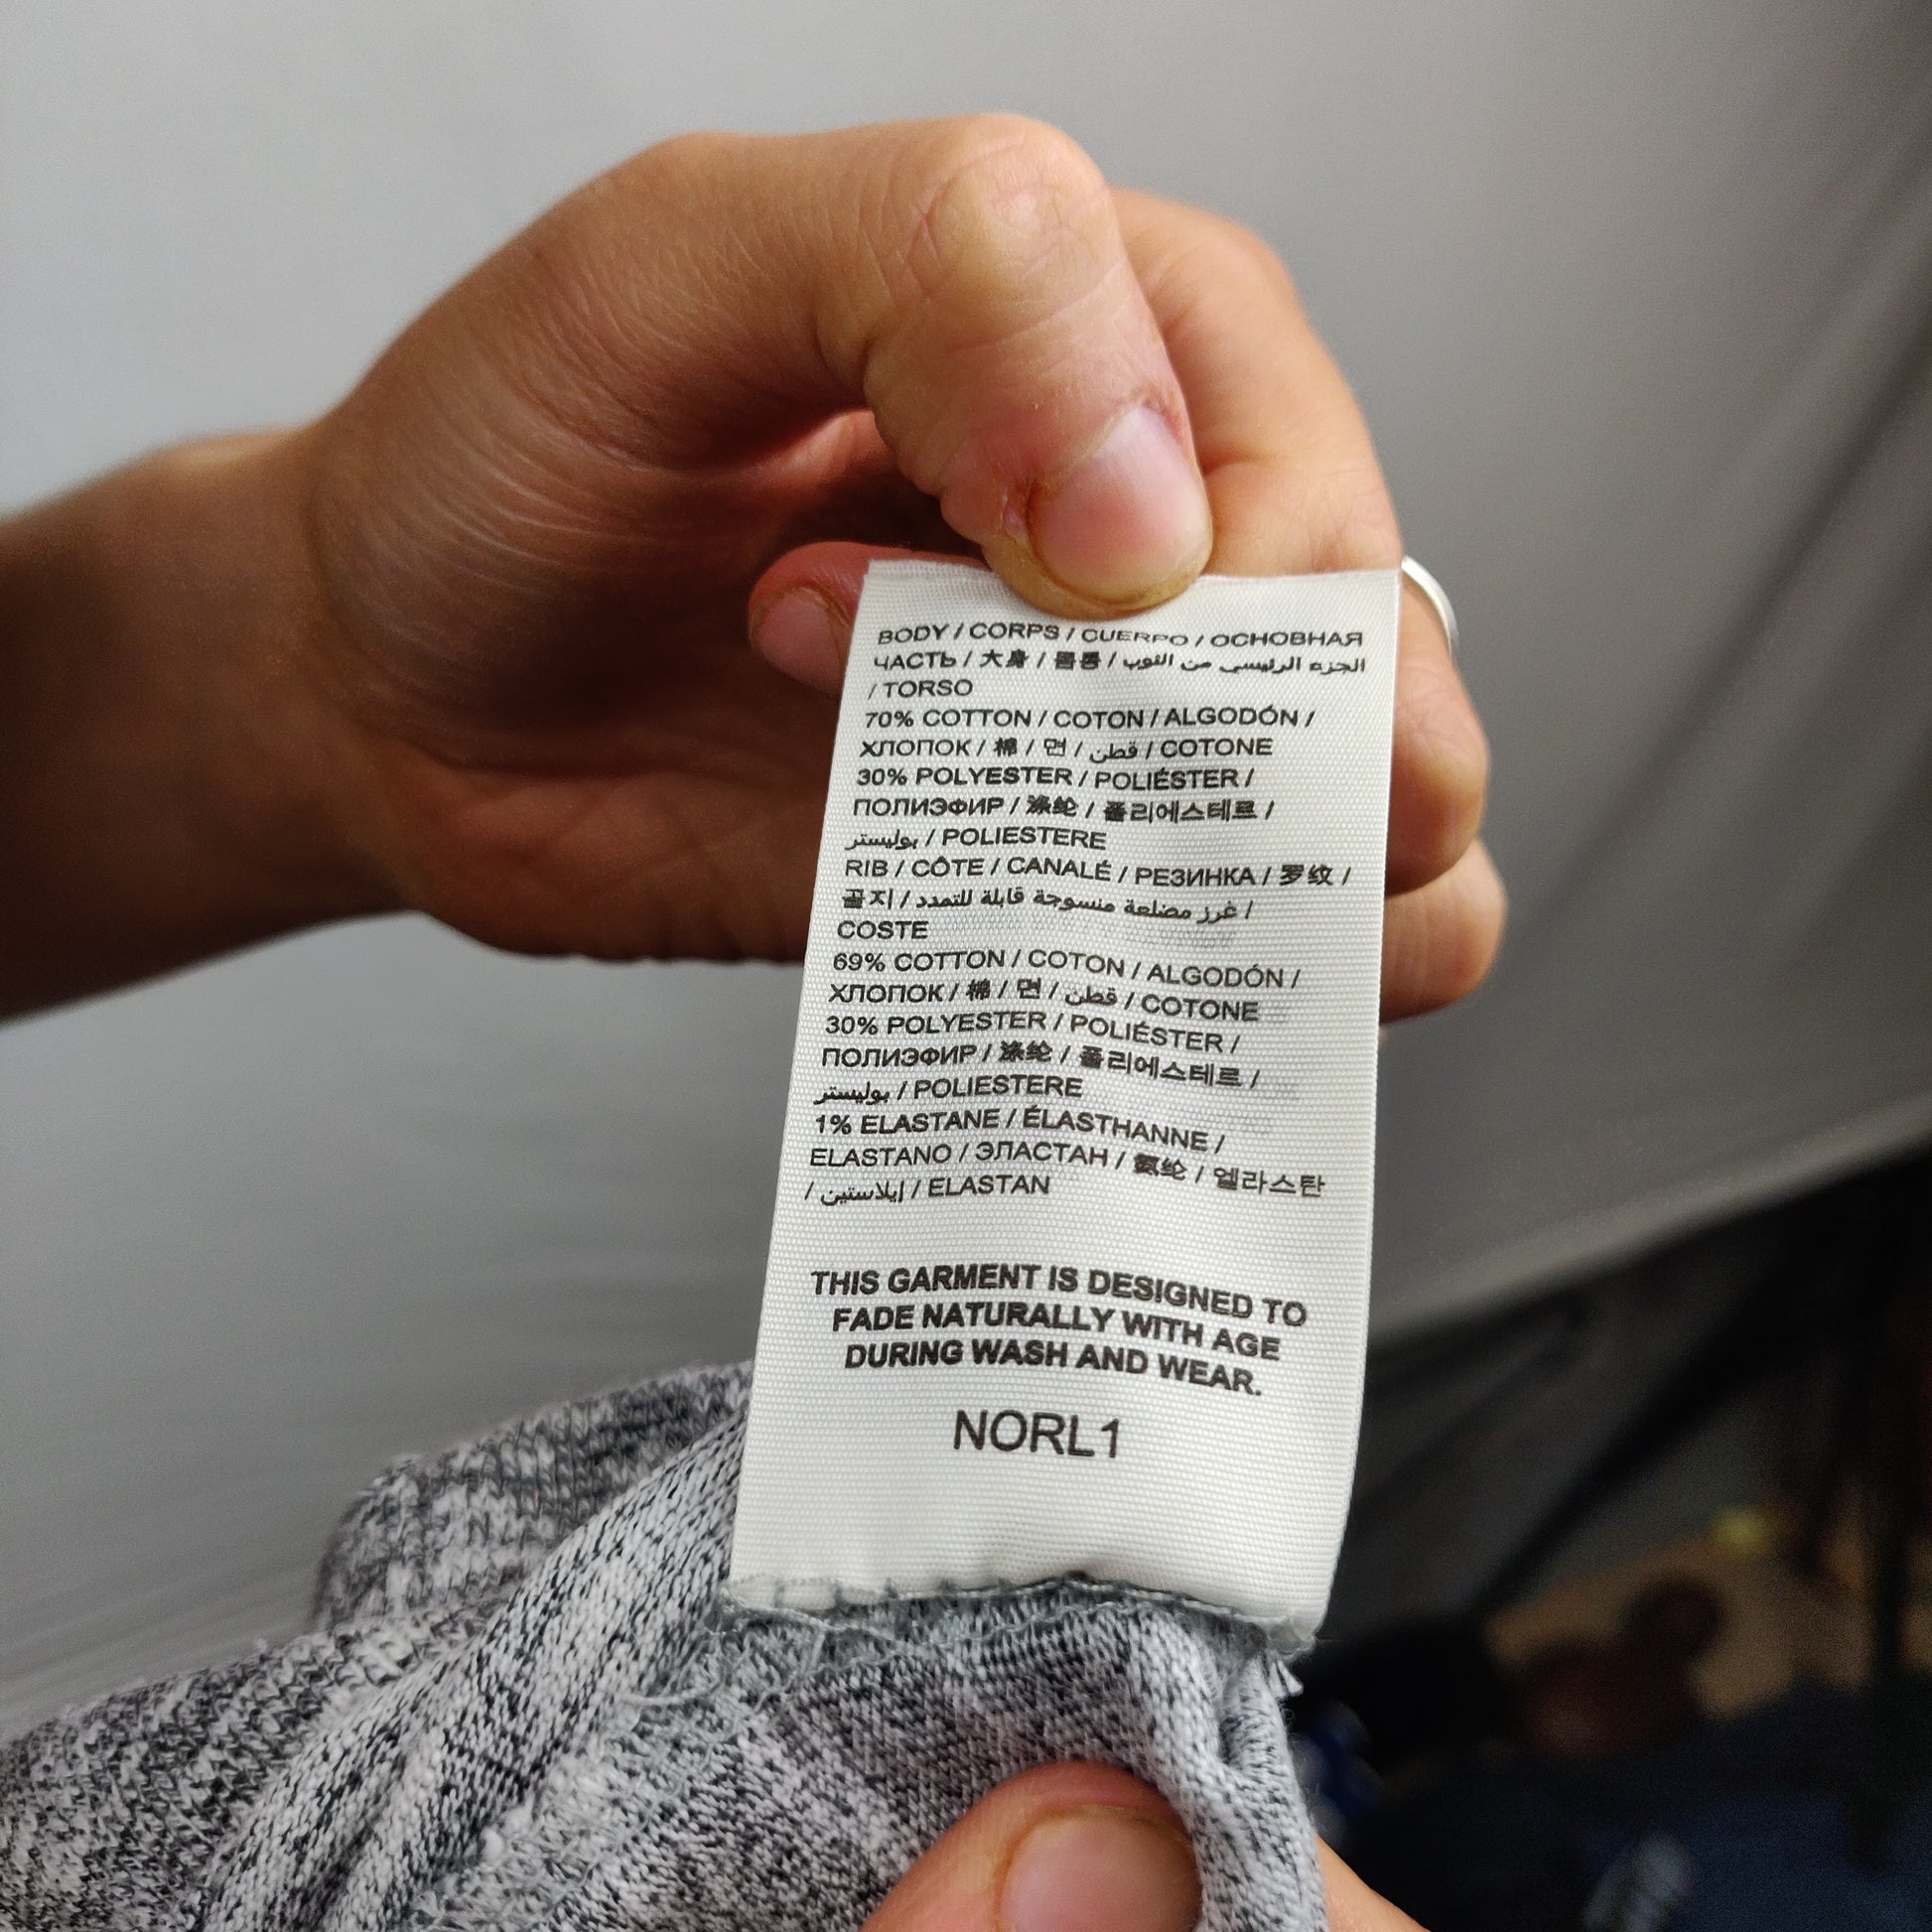 BODY / CORPS / CUERPO / ОСНОВНАЯ
ЧАСТЬ / 大身 / 몸통 / الجزء الرئيسي من الثوب
/ TORSO
70% COTTON / COTON / ALGODÓN /
ХЛОПОК / 棉 / 면 / قطن / COTONE
30% POLYESTER / POLIÉSTER /
ПОЛИЭФИР / 涤纶 / 폴리에스테르 /
بوليستر / POLIESTERE
RIB / CÔTE / CANALÉ / РЕЗИНКА / 罗纹 /
골지 / غرز مضلعة منسوجة قابلة للتمدد /
COSTE
69% COTTON / COTON / ALGODÓN /
ХЛОПОК / 棉 / 면 / قطن / COTONE
30% POLYESTER / POLIÉSTER /
ПОЛИЭФИР / 涤纶 / 폴리에스테르 /
بوليستر / POLIESTERE
1% ELASTANE / ÉLASTHANNE /
ELASTANO / ЭЛАСТАН / 氨纶 / 엘라스탄
/ إيلاستين / ELASTAN
THIS GARMENT IS DESIGNED TO
FADE NATURALLY WITH AGE
DURING WASH AND WEAR.
NORL1